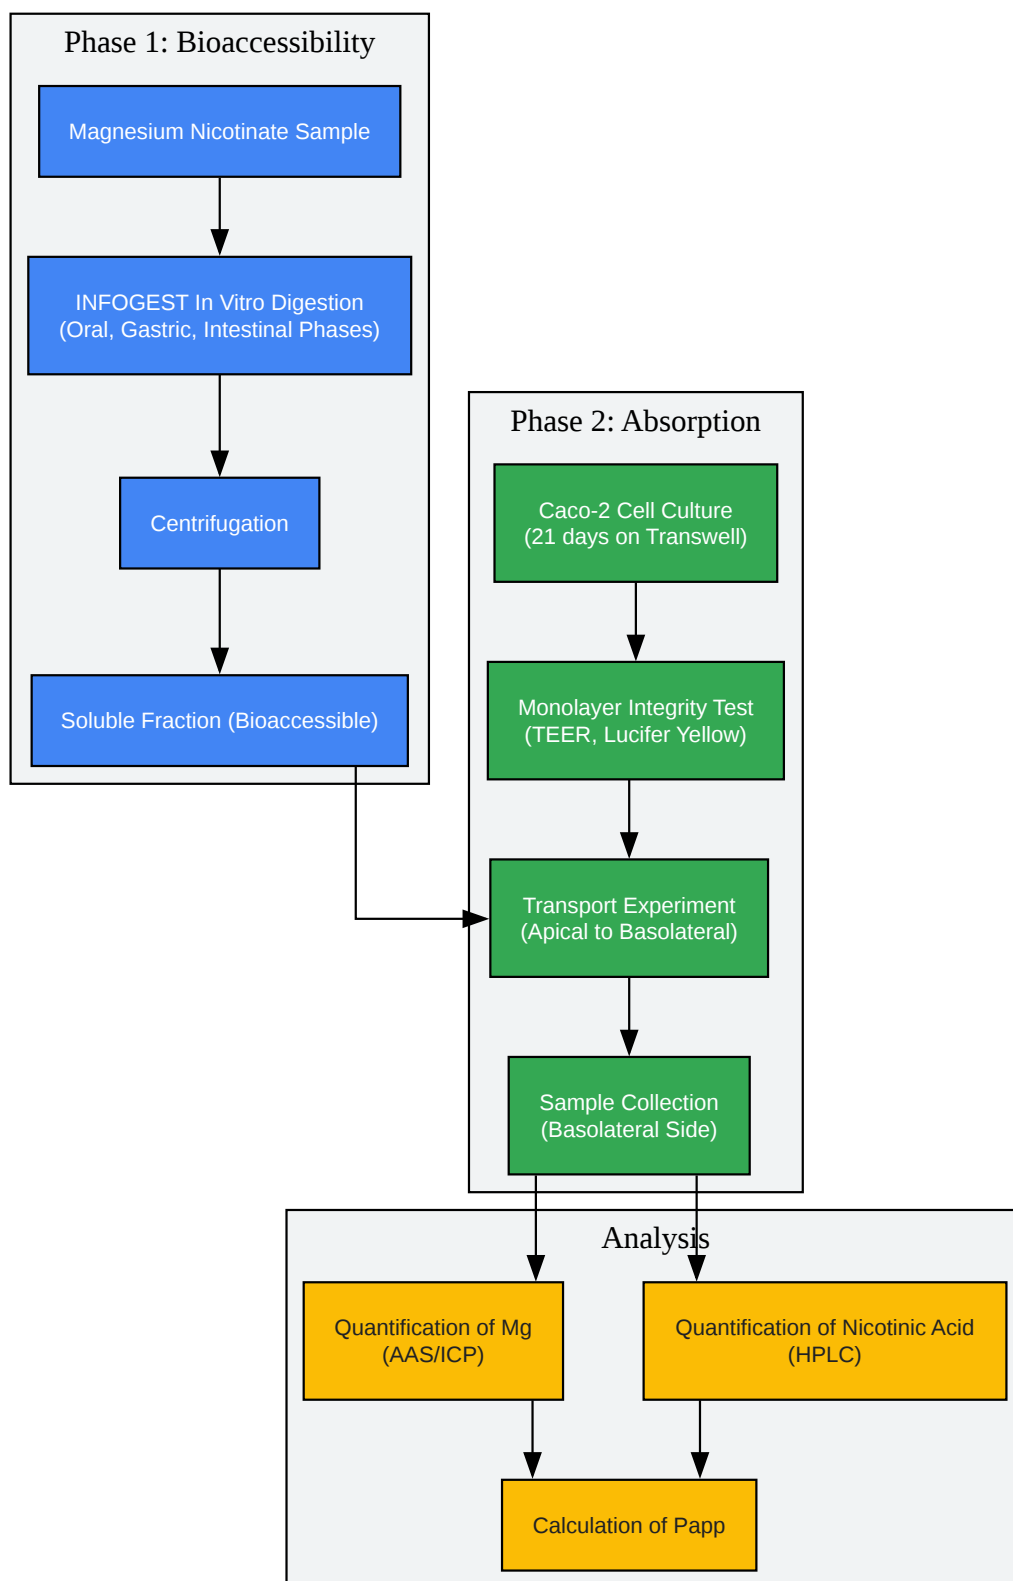 Phase 1: Bioaccessibility
Magnesium Nicotinate Sample
INFOGEST In Vitro Digestion
(Oral, Gastric, Intestinal Phases)
Centrifugation
Soluble Fraction (Bioaccessible)
Phase 2: Absorption
Caco-2 Cell Culture
(21 days on Transwell)
Monolayer Integrity Test
(TEER, Lucifer Yellow)
Transport Experiment
(Apical to Basolateral)
Sample Collection
(Basolateral Side)
Analysis
Quantification of Mg
(AAS/ICP)
Quantification of Nicotinic Acid
(HPLC)
Calculation of Papp